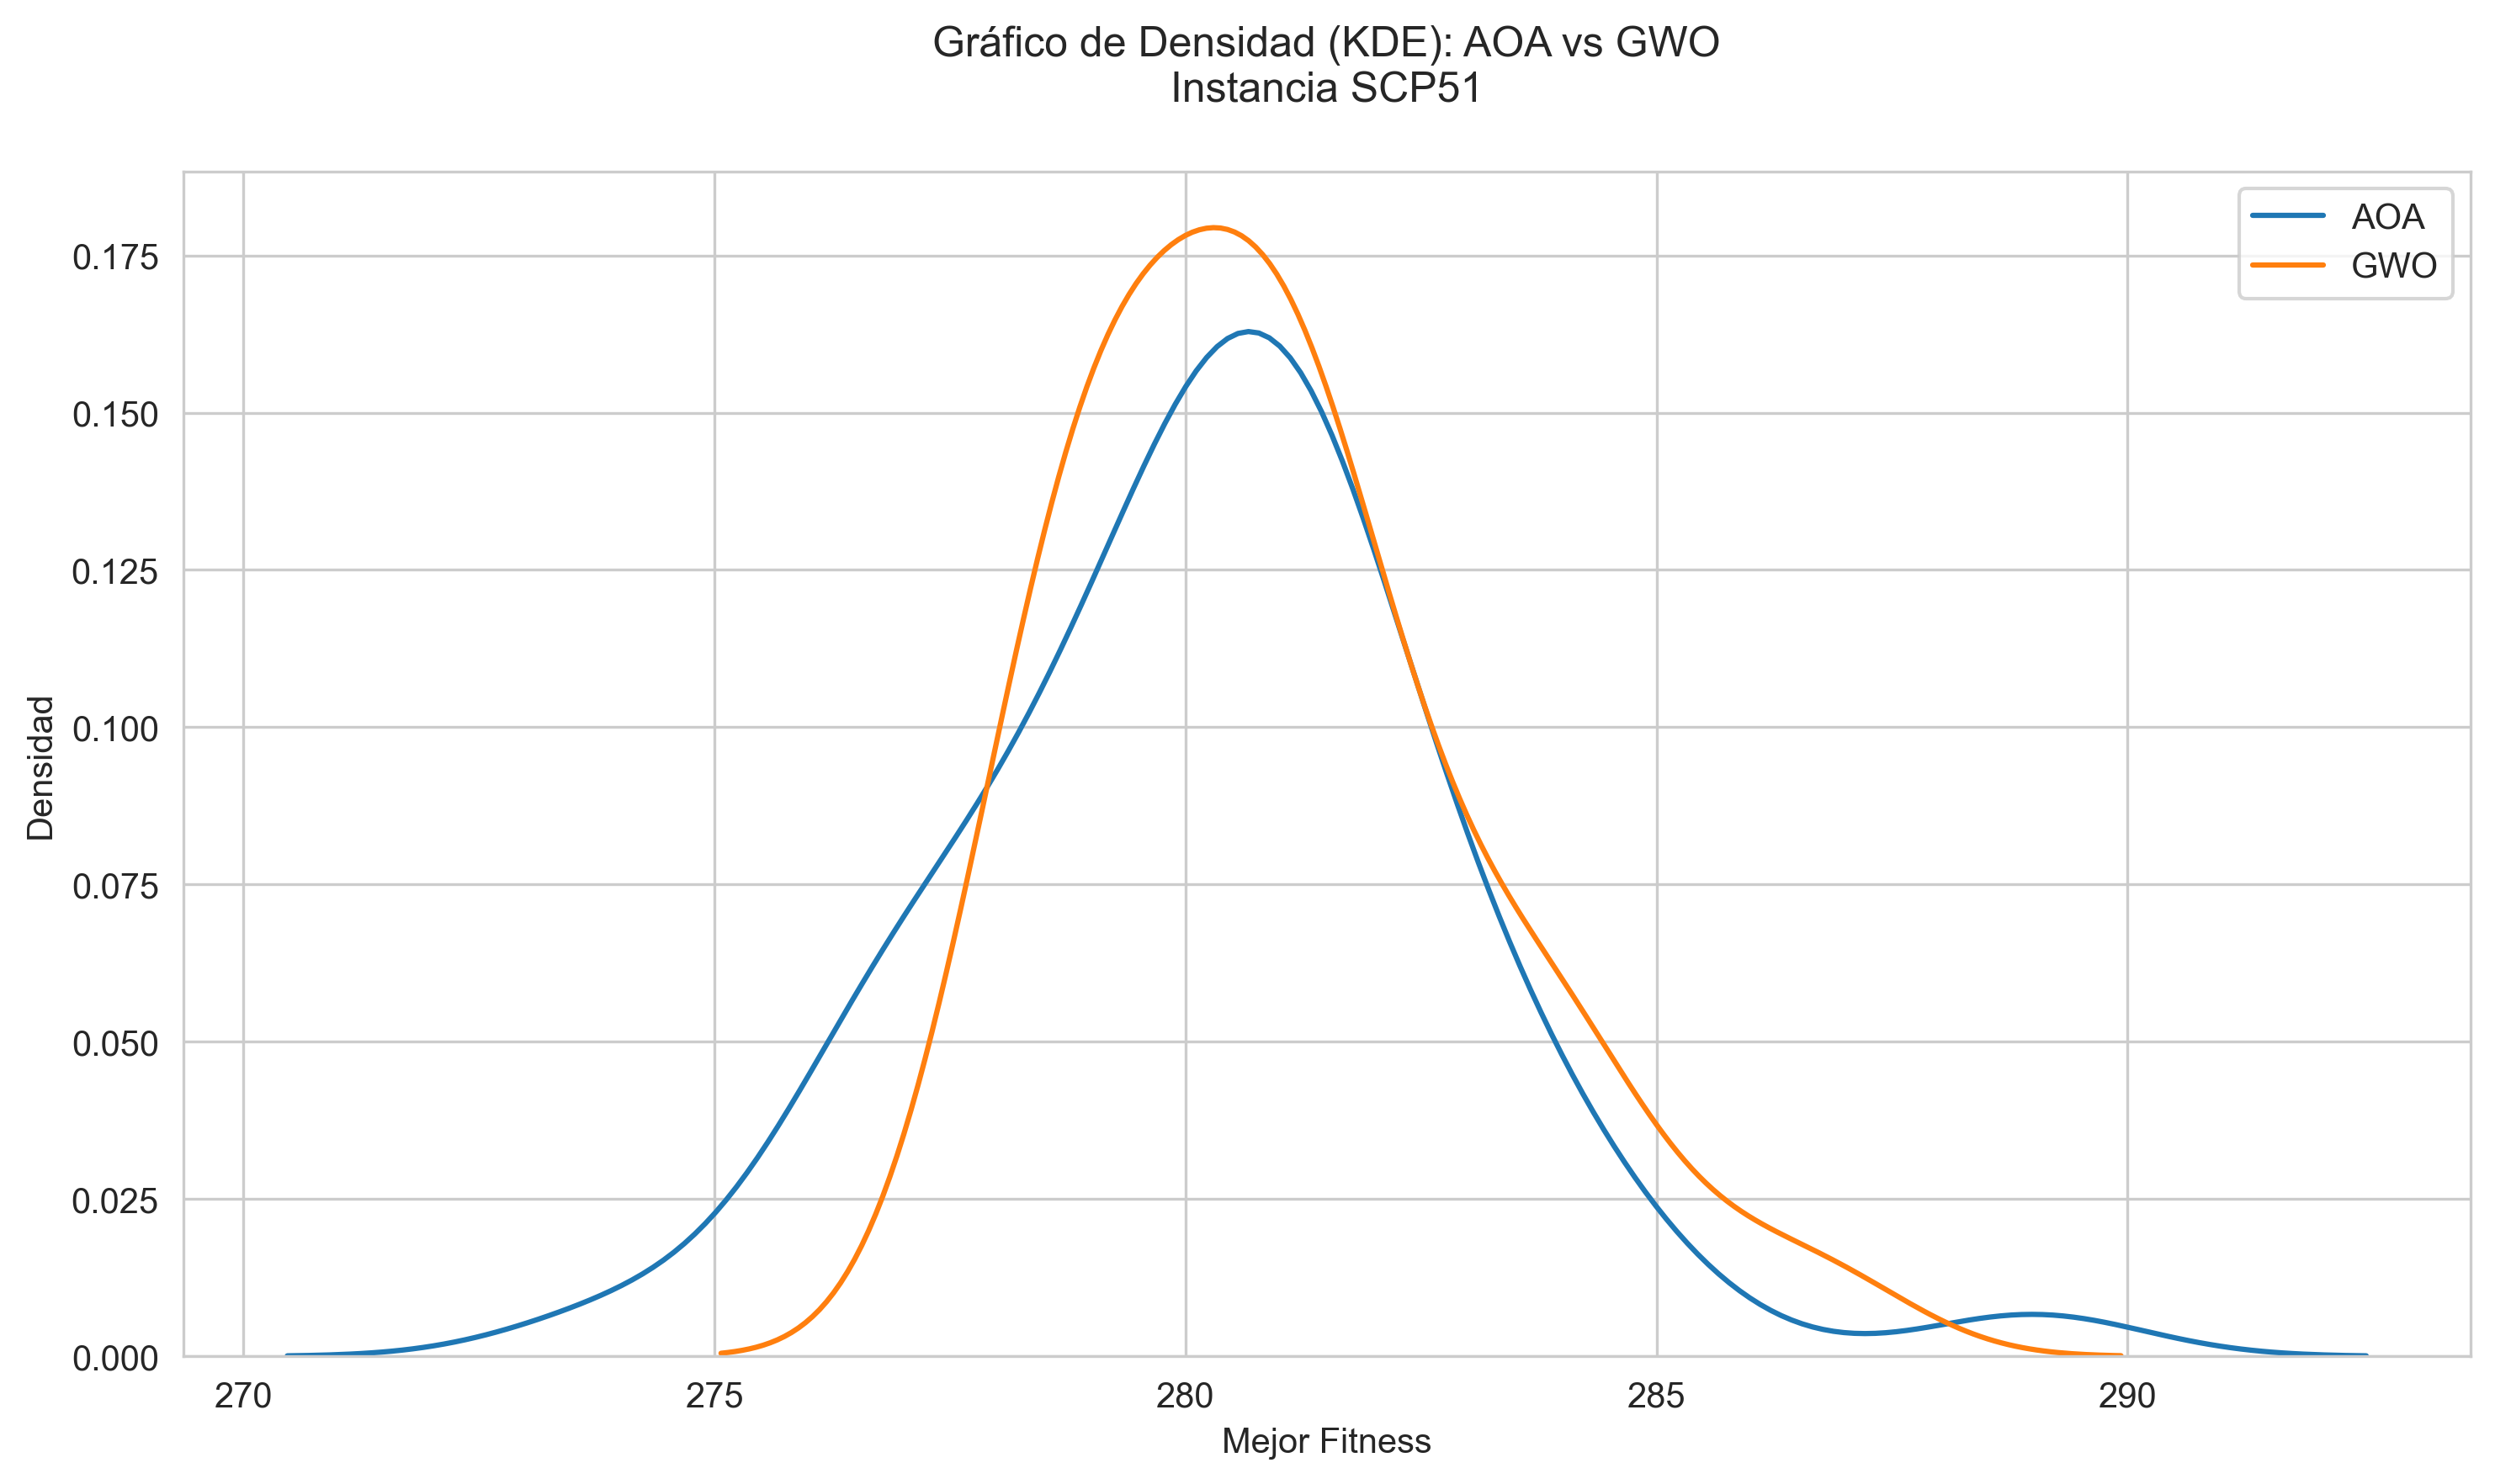 Gráfico de Densidad (KDE): AOA vs GWO
Instancia SCP51
AOA
GWO
0.175
0.150
0.125
0.100
0.075
0.050
0.025
0.000
Densidad
270
275
280
285
290
Mejor Fitness